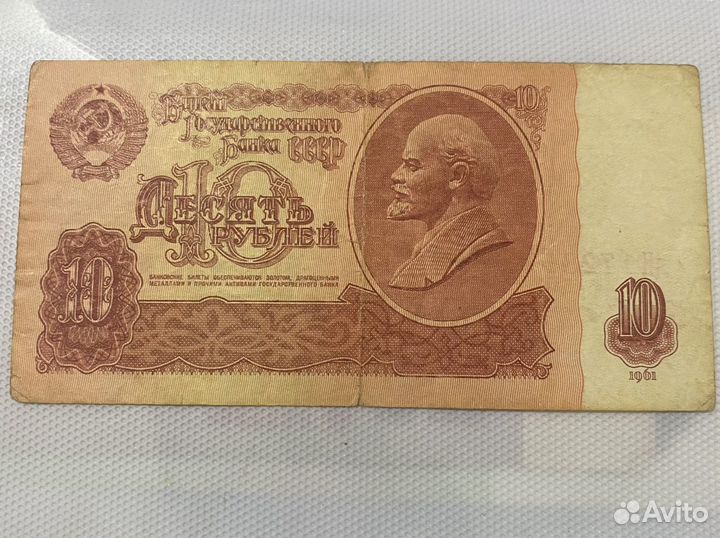 Билет
Государственного
Банка СССР
10
10
Десять
рублей
БАНКОВСКИЕ БИЛЕТЫ ОБЕСПЕЧИВАЮТСЯ ЗОЛОТОМ, ДРАГОЦЕННЫМИ
МЕТАЛЛАМИ И ПРОЧИМИ АКТИВАМИ ГОСУДАРСТВЕННОГО БАНКА
10
10
1961
Avito